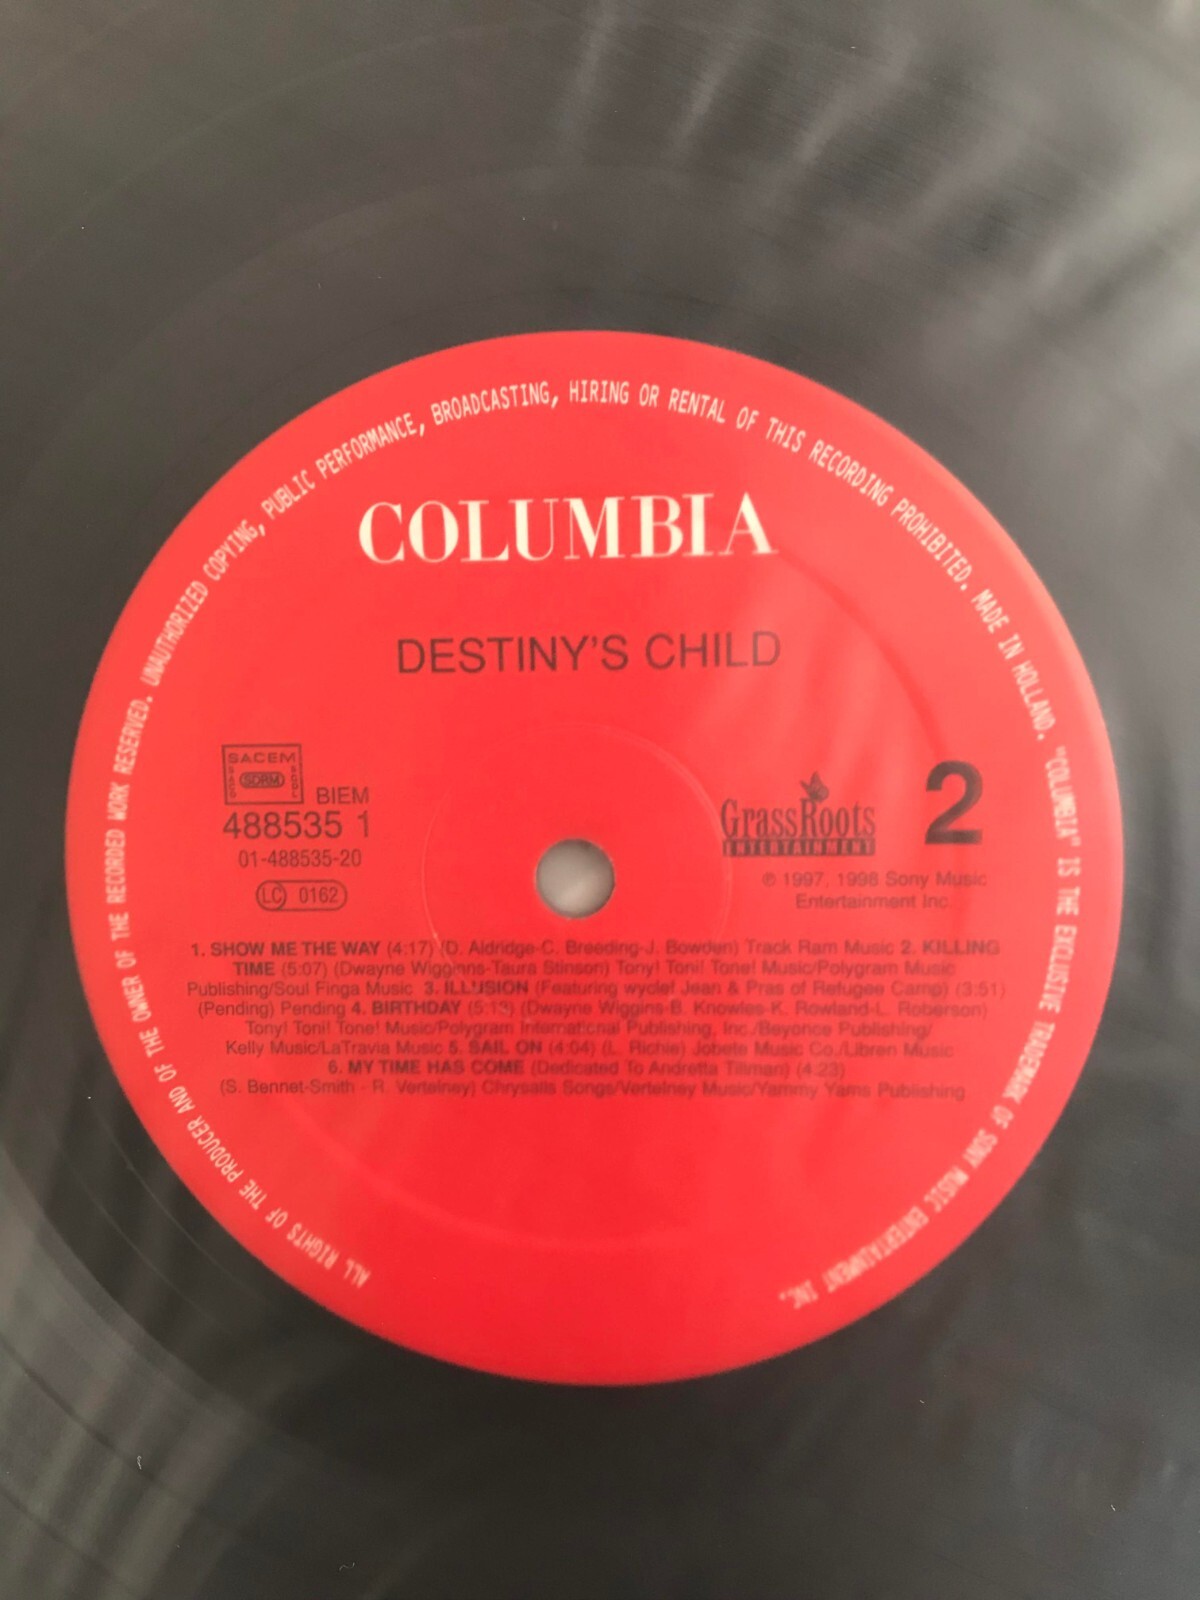 ALL RIGHTS OF THE PRODUCER AND OF THE OWNER OF THE RECORDED WORK RESERVED. UNAUTHORIZED COPYING, PUBLIC PERFORMANCE, BROADCASTING, HIRING OR RENTAL OF THIS RECORDING PROHIBITED. MADE IN HOLLAND. "COLUMBIA" IS THE EXCLUSIVE TRADEMARK OF SONY MUSIC ENTERTAINMENT INC.
COLUMBIA
DESTINY'S CHILD
SACEM
SDRM
BIEM
488535 1
01-488535-20
LC 0162
GrassRoots
ENTERTAINMENT
2
℗ 1997, 1998 Sony Music
Entertainment Inc.
1. SHOW ME THE WAY (4:17) (D. Aldridge-C. Breeding-J. Bowden) Track Ram Music 2. KILLING
TIME (5:07) (Dwayne Wiggins-Taura Stinson) Tony! Toni! Tone! Music/Polygram Music
Publishing/Soul Finga Music 3. ILLUSION (Featuring wyclef Jean & Pras of Refugee Camp) (3:51)
(Pending) Pending 4. BIRTHDAY (5:13) (Dwayne Wiggins-B. Knowles-K. Rowland-L. Roberson)
Tony! Toni! Tone! Music/Polygram International Publishing, Inc./Beyonce Publishing/
Kelly Music/LaTravia Music 5. SAIL ON (4:04) (L. Richie) Jobete Music Co./Libren Music
6. MY TIME HAS COME (Dedicated To Andretta Tillman) (4:23)
(S. Bennet-Smith - R. Vertelney) Chrysalis Songs/Vertelney Music/Yammy Yams Publishing